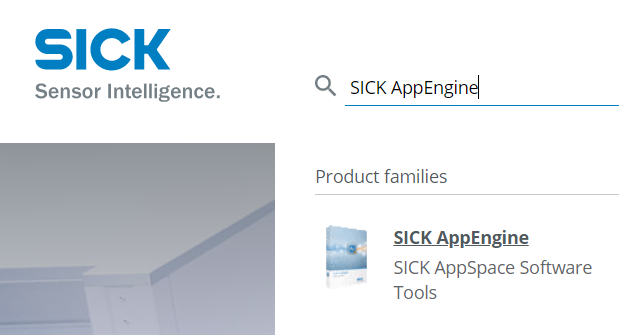 SICK
Sensor Intelligence.
SICK AppEngine
Product families
SICK AppEngine
SICK AppSpace Software
Tools